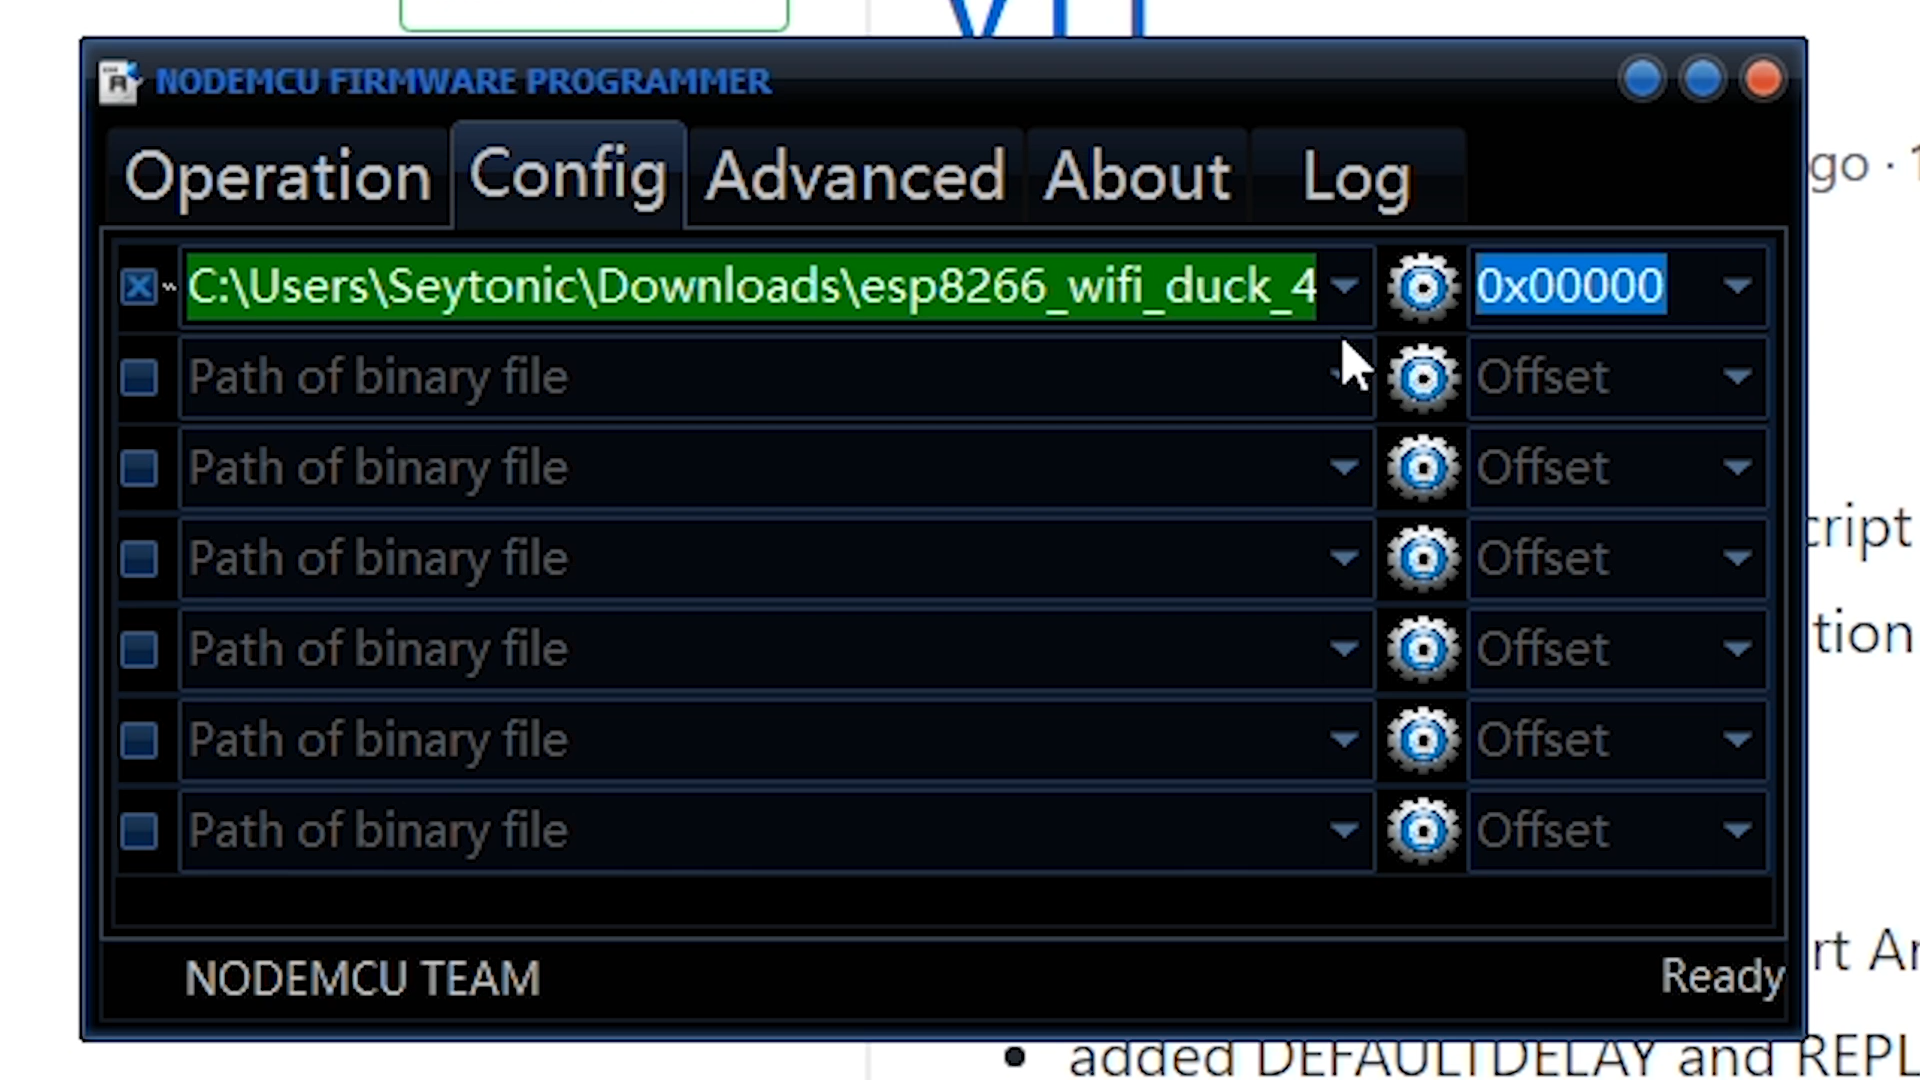 NODEMCU FIRMWARE PROGRAMMER
Operation Config Advanced About Log
go · 1
C:\Users\Seytonic\Downloads\esp8266_wifi_duck_4 0x00000
Path of binary file Offset
Path of binary file Offset
Path of binary file Offset
cript
Path of binary file Offset
tion
Path of binary file Offset
Path of binary file Offset
rt Ar
NODEMCU TEAM Ready
• added DEFAULTDELAY and REPL